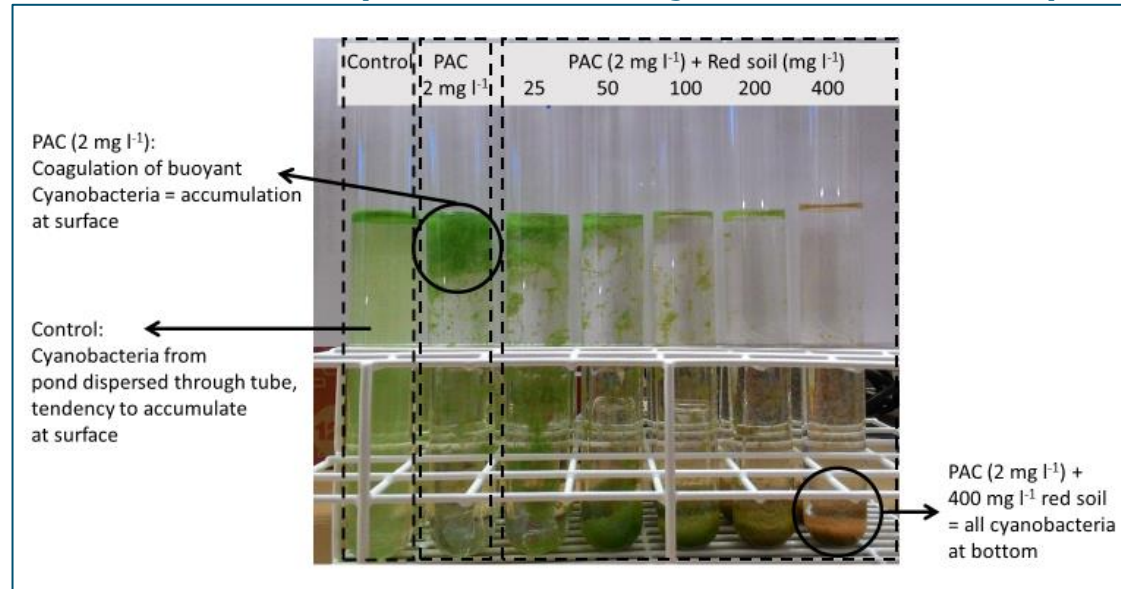 Control
PAC
2 mg l-1
PAC (2 mg l-1) + Red soil (mg l-1)
25 50 100 200 400
PAC (2 mg l-1):
Coagulation of buoyant
Cyanobacteria = accumulation
at surface
Control:
Cyanobacteria from
pond dispersed through tube,
tendency to accumulate
at surface
PAC (2 mg l-1) +
400 mg l-1 red soil
= all cyanobacteria
at bottom